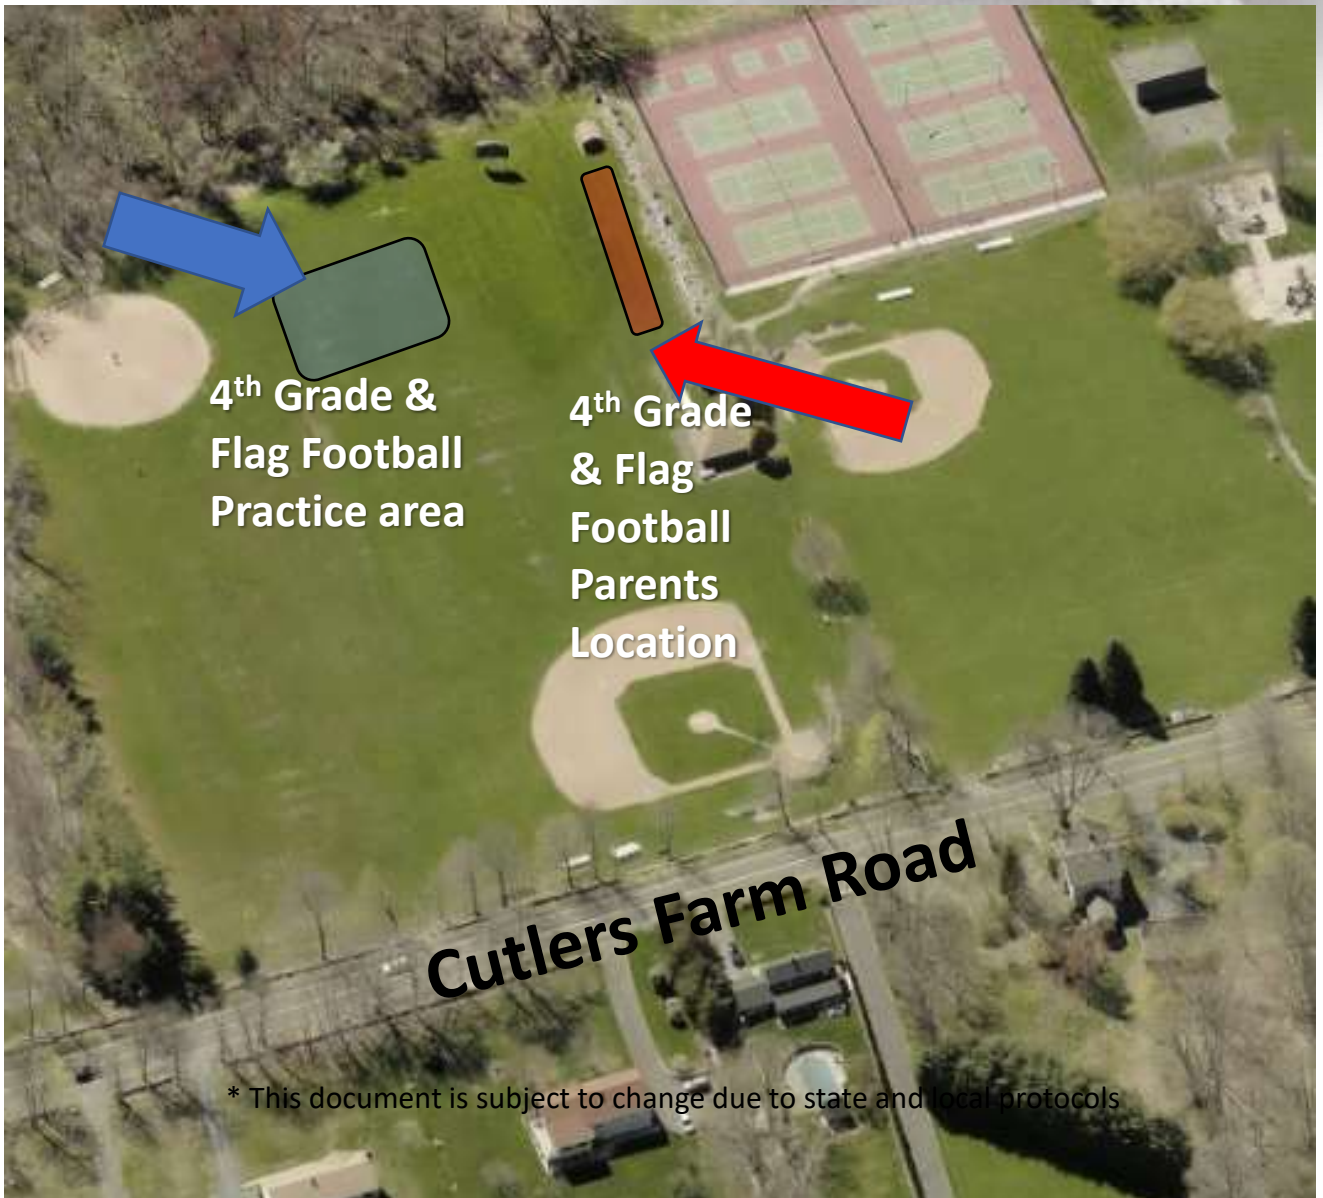 4th Grade &
Flag Football
Practice area
4th Grade
& Flag
Football
Parents
Location
Cutlers Farm Road
* This document is subject to change due to state and local protocols